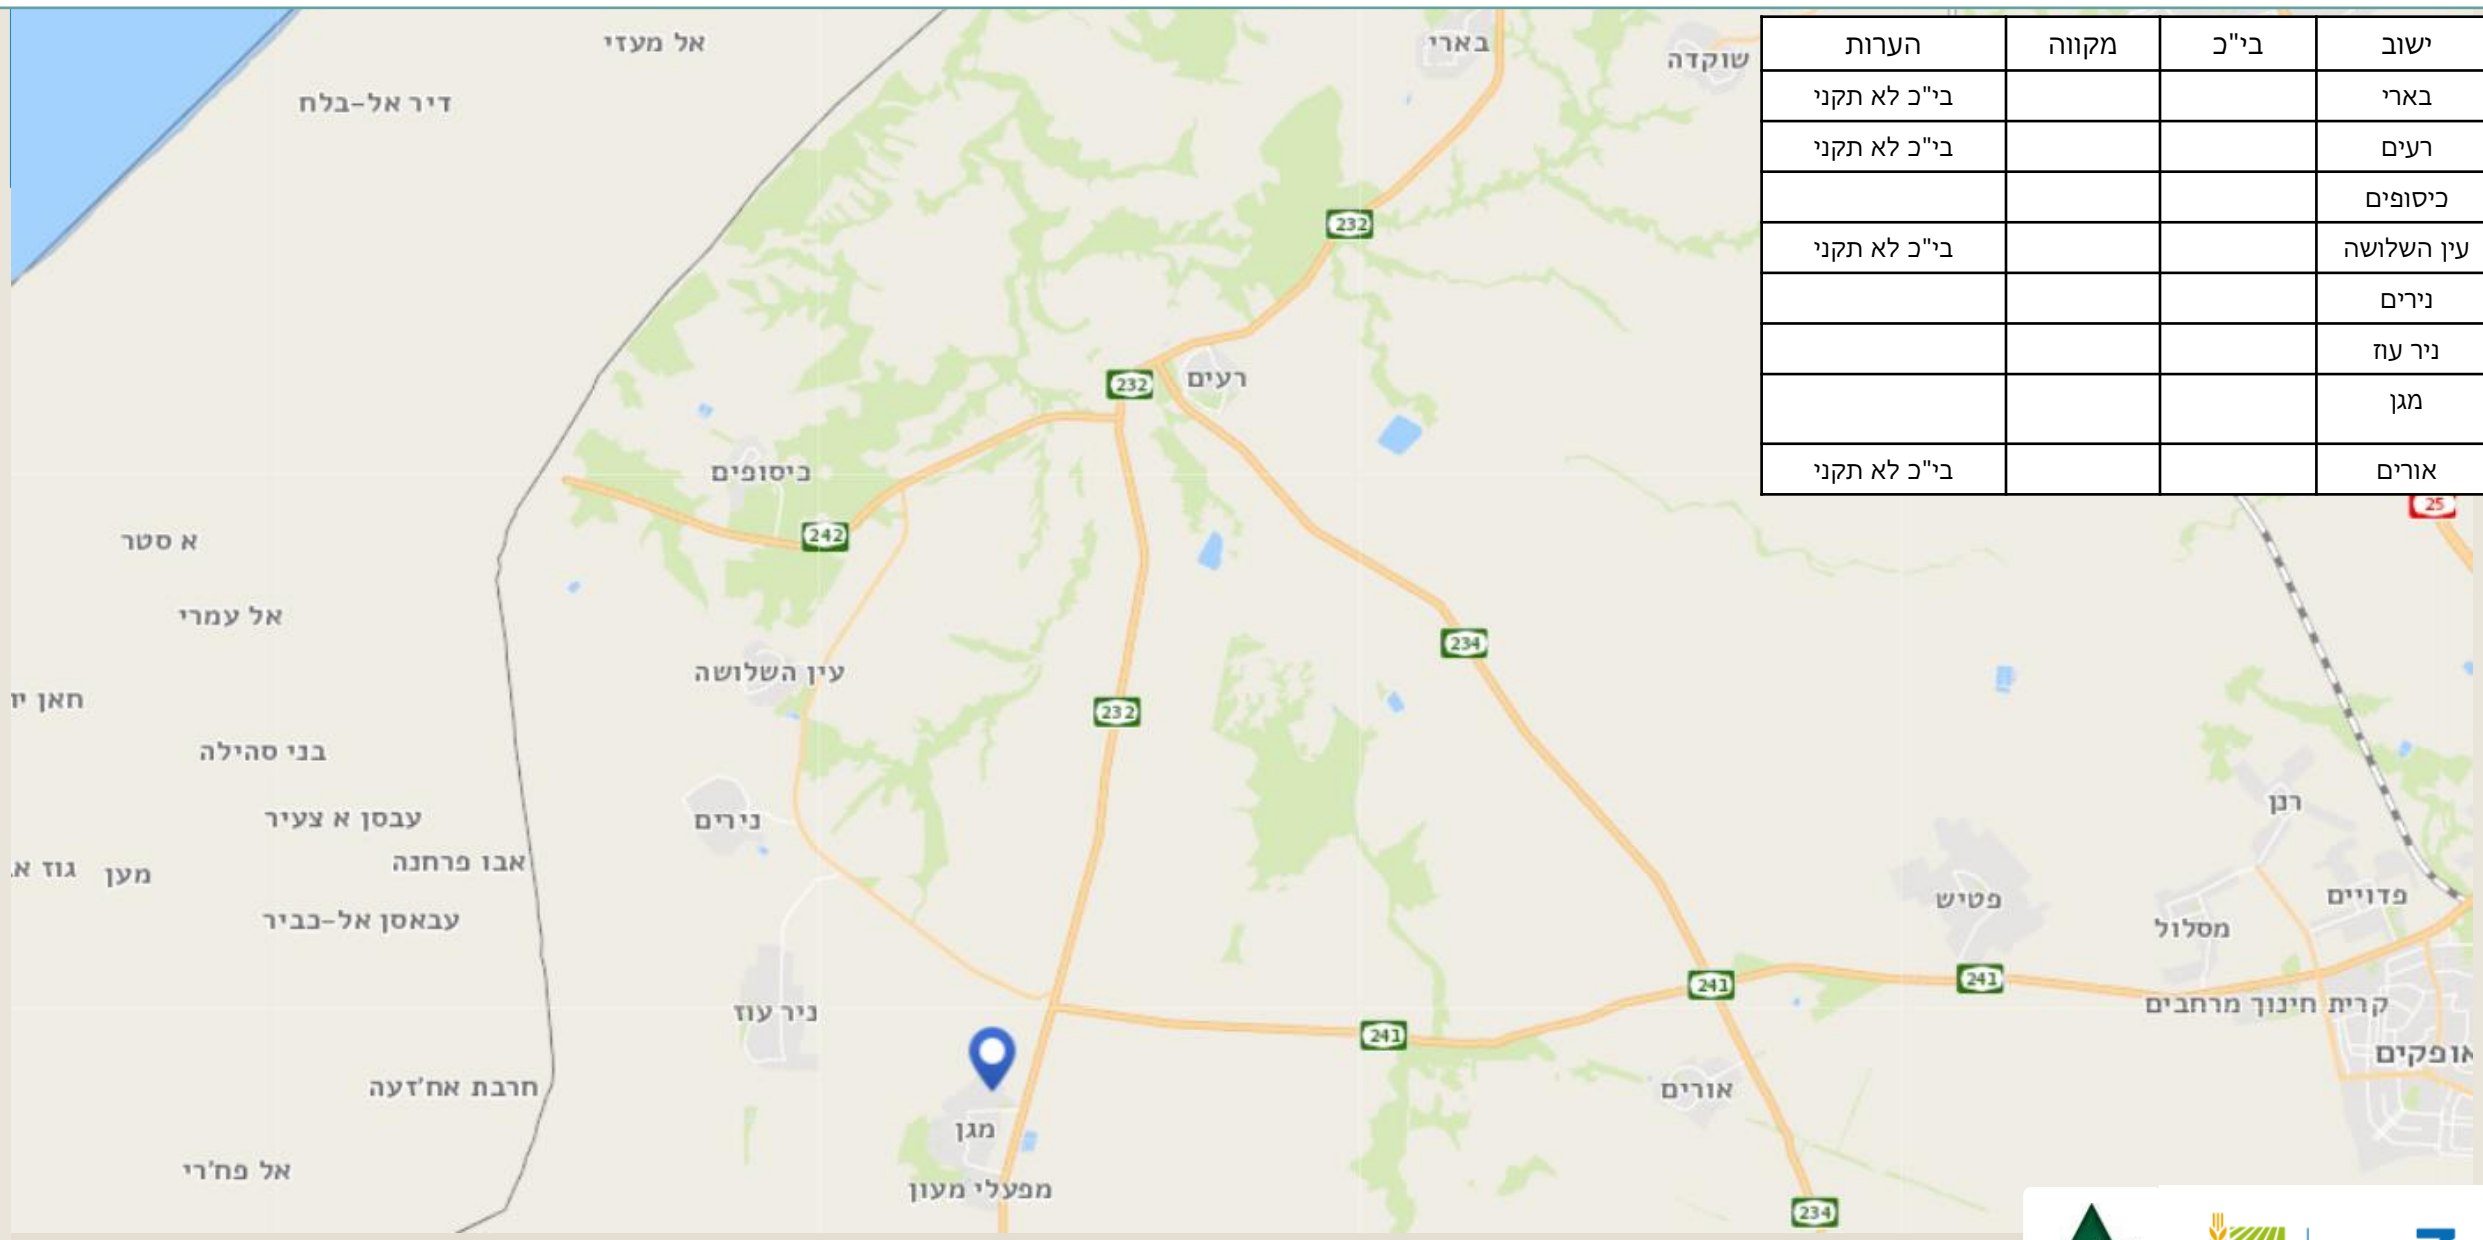 ישוב בי"כ מקווה הערות
בארי בי"כ לא תקני
רעים בי"כ לא תקני
כיסופים
עין השלושה בי"כ לא תקני
נירים
ניר עוז
מגן
אורים בי"כ לא תקני
אל מעזי
בארי
שוקדה
דיר אל-בלח
232
232
רעים
כיסופים
25
242
א סטר
אל עמרי
234
עין השלושה
חאן
232
בני סהילה
רנן
עבסן א צעיר
נירים
אבו פרחנה
מען
גוז א
פטיש
פדויים
עבאסן אל-כביר
מסלול
241
241
קרית חינוך מרחבים
ניר עוז
241
אופקים
חרבת אח'זעה
אורים
מגן
אל פח'רי
מפעלי מעון
234